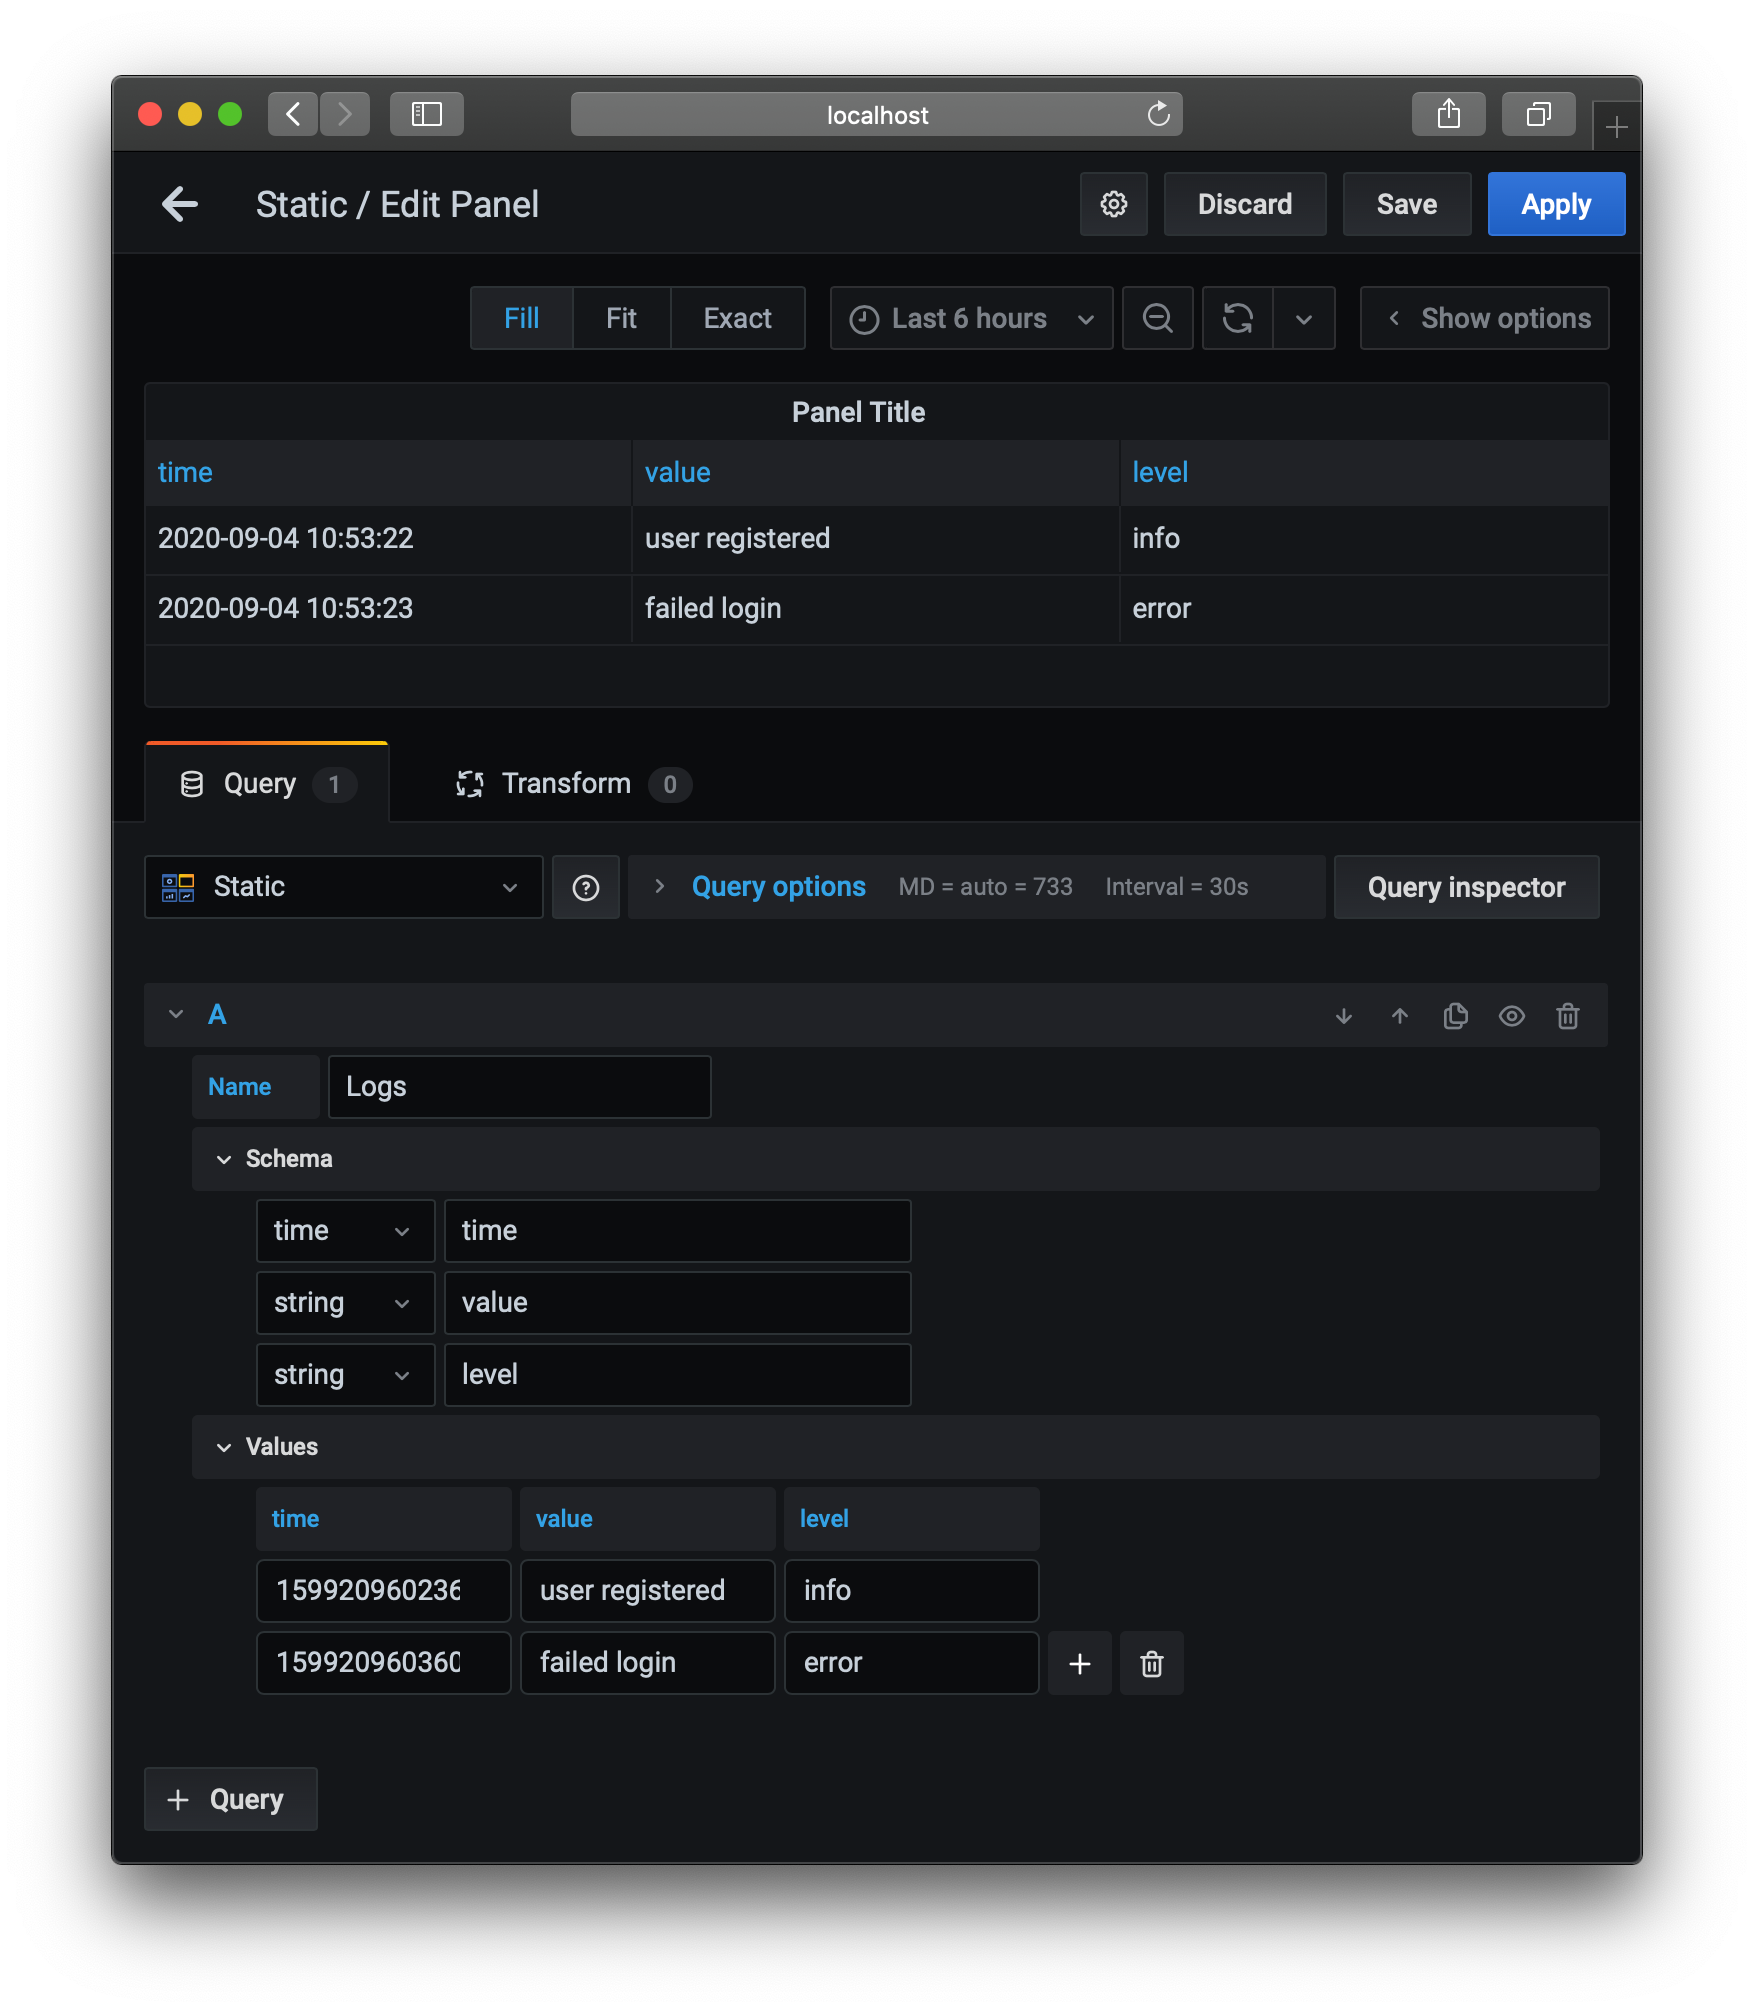 localhost
Static / Edit Panel
Discard
Save
Apply
Fill
Fit
Exact
Last 6 hours
Show options
Panel Title
time value level
2020-09-04 10:53:22 user registered info
2020-09-04 10:53:23 failed login error
Query 1
Transform 0
Static
Query options MD = auto = 733 Interval = 30s
Query inspector
A
Name Logs
Schema
time time
string value
string level
Values
time value level
159920960236 user registered info
159920960360 failed login error
Query